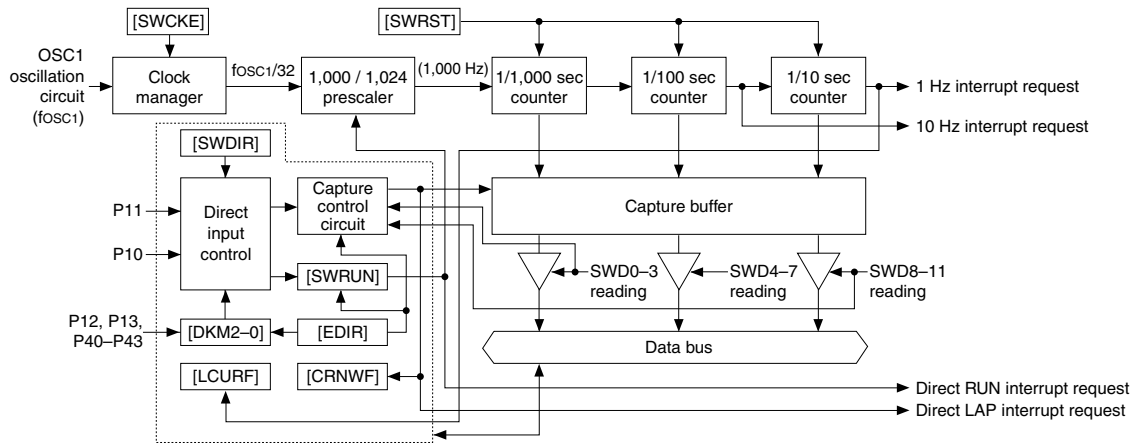 [SWCKE]
[SWRST]
OSC1
oscillation
circuit
(fOSC1)
Clock
manager
fOSC1/32
1,000 / 1,024
prescaler
(1,000 Hz)
1/1,000 sec
counter
1/100 sec
counter
1/10 sec
counter
1 Hz interrupt request
10 Hz interrupt request
[SWDIR]
P11
P10
Direct
input
control
Capture
control
circuit
Capture buffer
[SWRUN]
SWD0–3
reading
SWD4–7
reading
SWD8–11
reading
P12, P13,
P40–P43
[DKM2–0]
[EDIR]
Data bus
[LCURF]
[CRNWF]
Direct RUN interrupt request
Direct LAP interrupt request